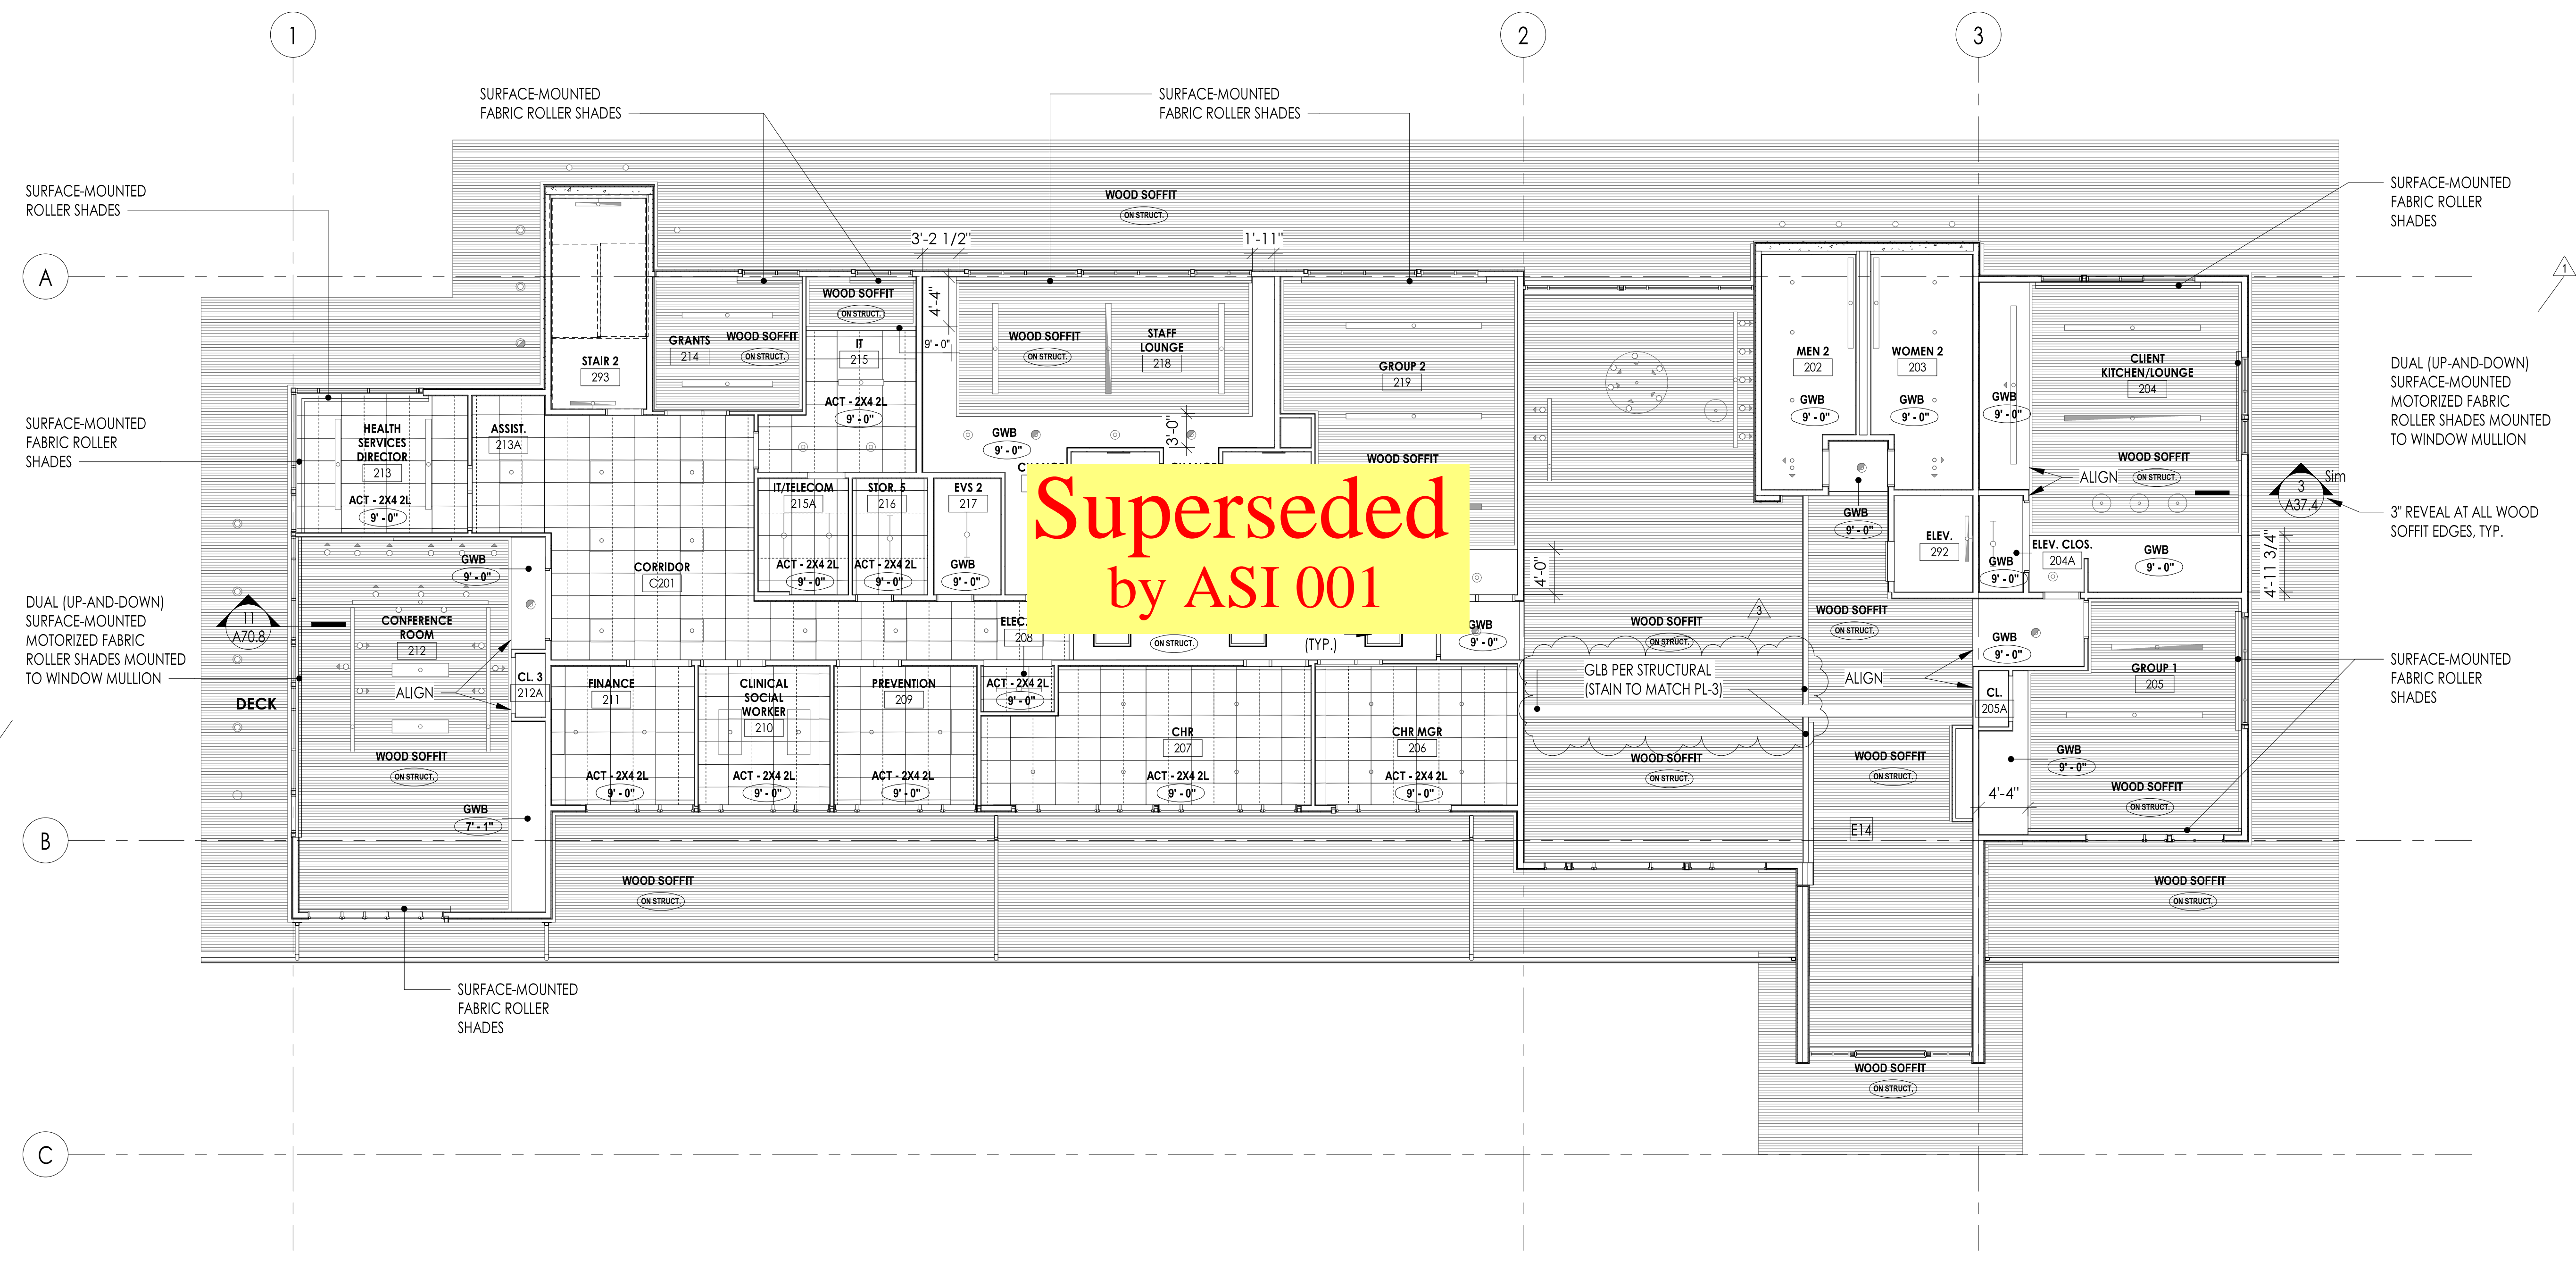 1
2
3
SURFACE-MOUNTED
FABRIC ROLLER SHADES
SURFACE-MOUNTED
FABRIC ROLLER SHADES
SURFACE-MOUNTED
ROLLER SHADES
SURFACE-MOUNTED
FABRIC ROLLER
SHADES
WOOD SOFFIT
ON STRUCT.
3'-2 1/2"
1'-11"
A
1
WOOD SOFFIT
ON STRUCT.
4'-4"
9' - 0"
GRANTS
214
WOOD SOFFIT
ON STRUCT.
IT
215
WOOD SOFFIT
ON STRUCT.
STAFF
LOUNGE
218
STAIR 2
293
GROUP 2
219
MEN 2
202
WOMEN 2
203
CLIENT
KITCHEN/LOUNGE
204
DUAL (UP-AND-DOWN)
SURFACE-MOUNTED
MOTORIZED FABRIC
ROLLER SHADES MOUNTED
TO WINDOW MULLION
ACT - 2X4 2L
9' - 0"
GWB
9' - 0"
GWB
9' - 0"
GWB
9' - 0"
SURFACE-MOUNTED
FABRIC ROLLER
SHADES
HEALTH
SERVICES
DIRECTOR
213
ASSIST.
213A
GWB
9' - 0"
3'-0"
WOOD SOFFIT
WOOD SOFFIT
ON STRUCT.
ALIGN
3
A37.4
Sim
ACT - 2X4 2L
9' - 0"
IT/TELECOM
215A
STOR. 5
216
EVS 2
217
Superseded
by ASI 001
GWB
9' - 0"
3" REVEAL AT ALL WOOD
SOFFIT EDGES, TYP.
ELEV.
292
ELEV. CLOS.
204A
GWB
9' - 0"
GWB
9' - 0"
4'-11 3/4"
GWB
9' - 0"
CORRIDOR
C201
ACT - 2X4 2L
9' - 0"
ACT - 2X4 2L
9' - 0"
GWB
9' - 0"
4'-0"
DUAL (UP-AND-DOWN)
SURFACE-MOUNTED
MOTORIZED FABRIC
ROLLER SHADES MOUNTED
TO WINDOW MULLION
11
A70.8
CONFERENCE
ROOM
212
ELEC.
208
ON STRUCT.
(TYP.)
GWB
9' - 0"
WOOD SOFFIT
ON STRUCT.
3
WOOD SOFFIT
ON STRUCT.
GWB
9' - 0"
GLB PER STRUCTURAL
(STAIN TO MATCH PL-3)
ALIGN
GROUP 1
205
SURFACE-MOUNTED
FABRIC ROLLER
SHADES
DECK
ALIGN
CL. 3
212A
FINANCE
211
CLINICAL
SOCIAL
WORKER
210
PREVENTION
209
ACT - 2X4 2L
9' - 0"
CHR
207
CHR MGR
206
CL.
205A
WOOD SOFFIT
ON STRUCT.
ACT - 2X4 2L
9' - 0"
ACT - 2X4 2L
9' - 0"
ACT - 2X4 2L
9' - 0"
ACT - 2X4 2L
9' - 0"
ACT - 2X4 2L
9' - 0"
WOOD SOFFIT
ON STRUCT.
WOOD SOFFIT
ON STRUCT.
GWB
9' - 0"
WOOD SOFFIT
ON STRUCT.
4'-4"
GWB
7' - 1"
E14
B
WOOD SOFFIT
ON STRUCT.
WOOD SOFFIT
ON STRUCT.
SURFACE-MOUNTED
FABRIC ROLLER
SHADES
WOOD SOFFIT
ON STRUCT.
C